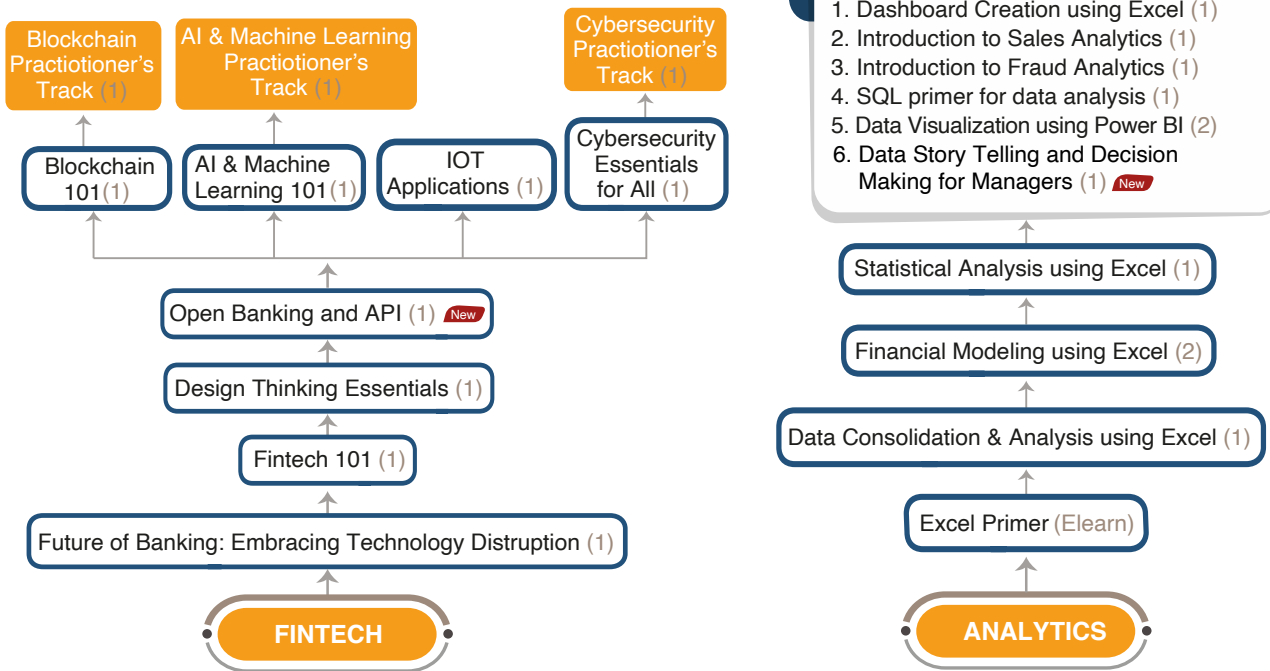 Blockchain
Practiotioner's
Track (1)
AI & Machine Learning
Practiotioner's
Track (1)
Cybersecurity
Practiotioner's
Track (1)
Blockchain
101(1)
AI & Machine
Learning 101(1)
IOT
Applications (1)
Cybersecurity
Essentials
for All (1)
Open Banking and API (1) New
Design Thinking Essentials (1)
Fintech 101 (1)
Future of Banking: Embracing Technology Distruption (1)
FINTECH
1. Dashboard Creation using Excel (1)
2. Introduction to Sales Analytics (1)
3. Introduction to Fraud Analytics (1)
4. SQL primer for data analysis (1)
5. Data Visualization using Power BI (2)
6. Data Story Telling and Decision
Making for Managers (1) New
Statistical Analysis using Excel (1)
Financial Modeling using Excel (2)
Data Consolidation & Analysis using Excel (1)
Excel Primer (Elearn)
ANALYTICS